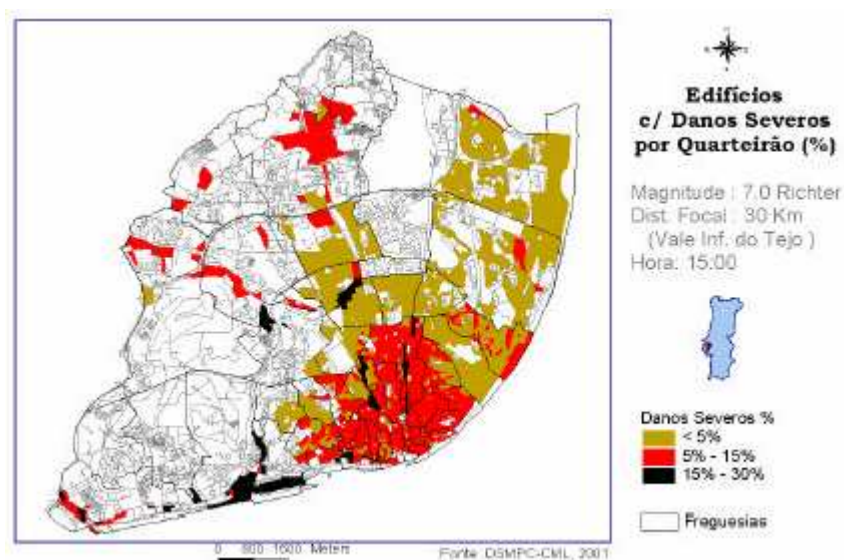 Edifícios
c/ Danos Severos
por Quarteirão (%)
Magnitude : 7.0 Richter
Dist. Focal : 30 Km
(Vale Inf. do Tejo )
Hora: 15:00
Danos Severos %
< 5%
5% - 15%
15% - 30%
Freguesias
0 800 1600 Meters
Fonte: DSMPC-CML, 2001